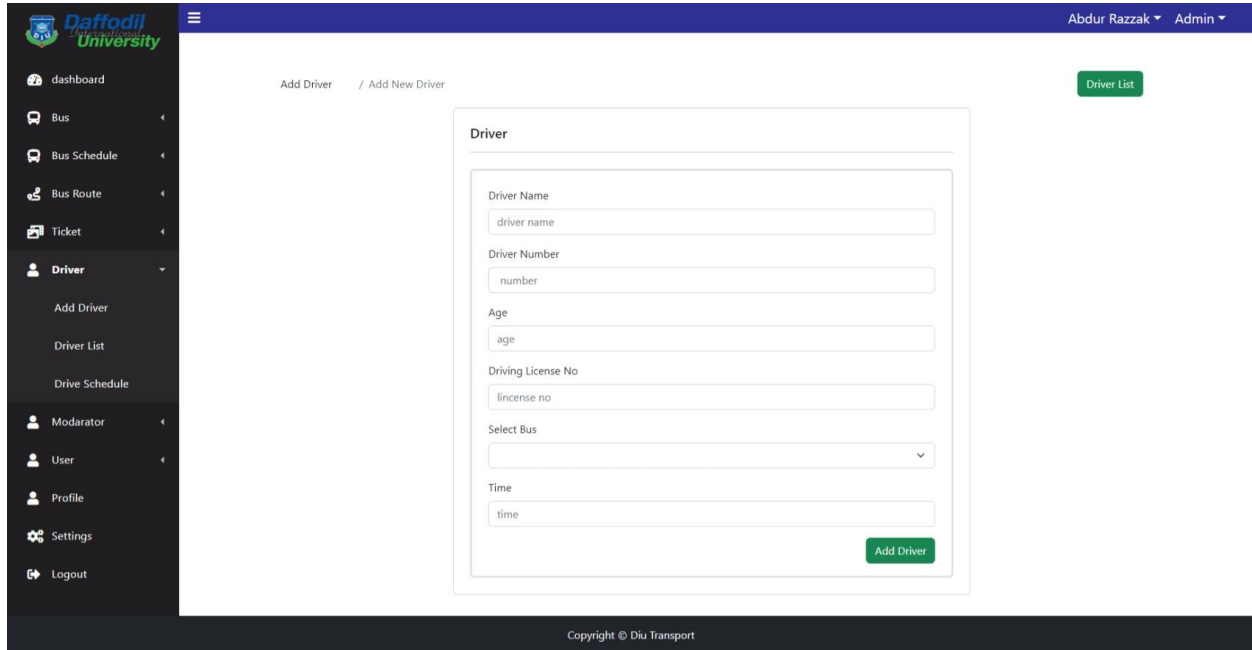 Daffodil
International
University
Abdur Razzak
Admin
dashboard
Bus
Bus Schedule
Bus Route
Ticket
Driver
Add Driver
Driver List
Drive Schedule
Modarator
User
Profile
Settings
Logout
Add Driver / Add New Driver
Driver List
Driver
Driver Name
driver name
Driver Number
number
Age
age
Driving License No
lincense no
Select Bus
Time
time
Add Driver
Copyright © Diu Transport